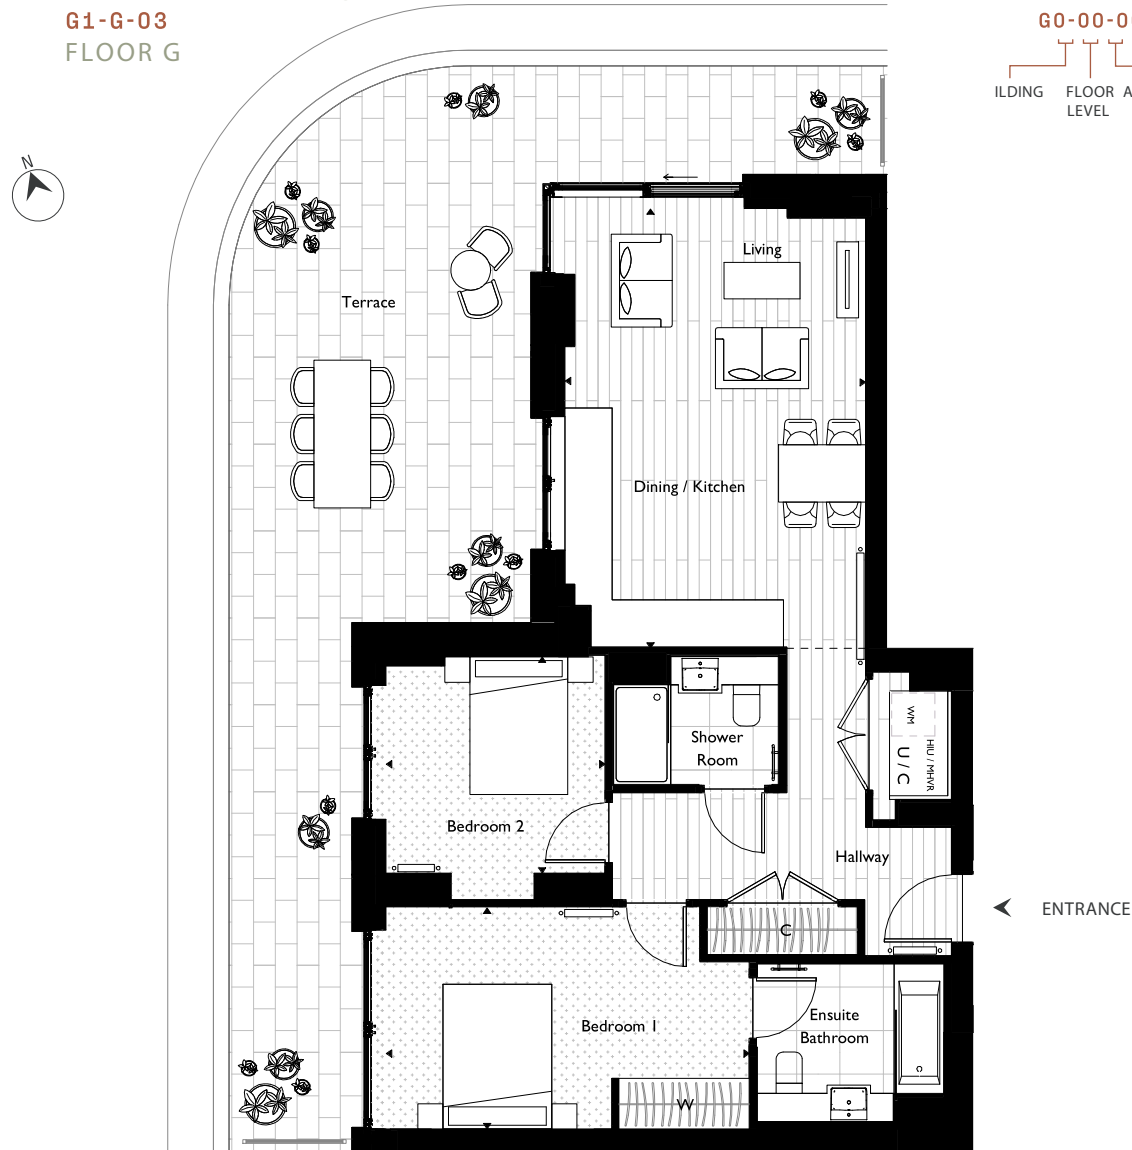 G1-G-03
FLOOR G
G0-00-0
ILDING
FLOOR
LEVEL
A
N
Terrace
Living
Dining / Kitchen
Shower
Room
WM
HIU / MHVR
U / C
Bedroom 2
Hallway
ENTRANCE
C
Bedroom 1
Ensuite
Bathroom
W